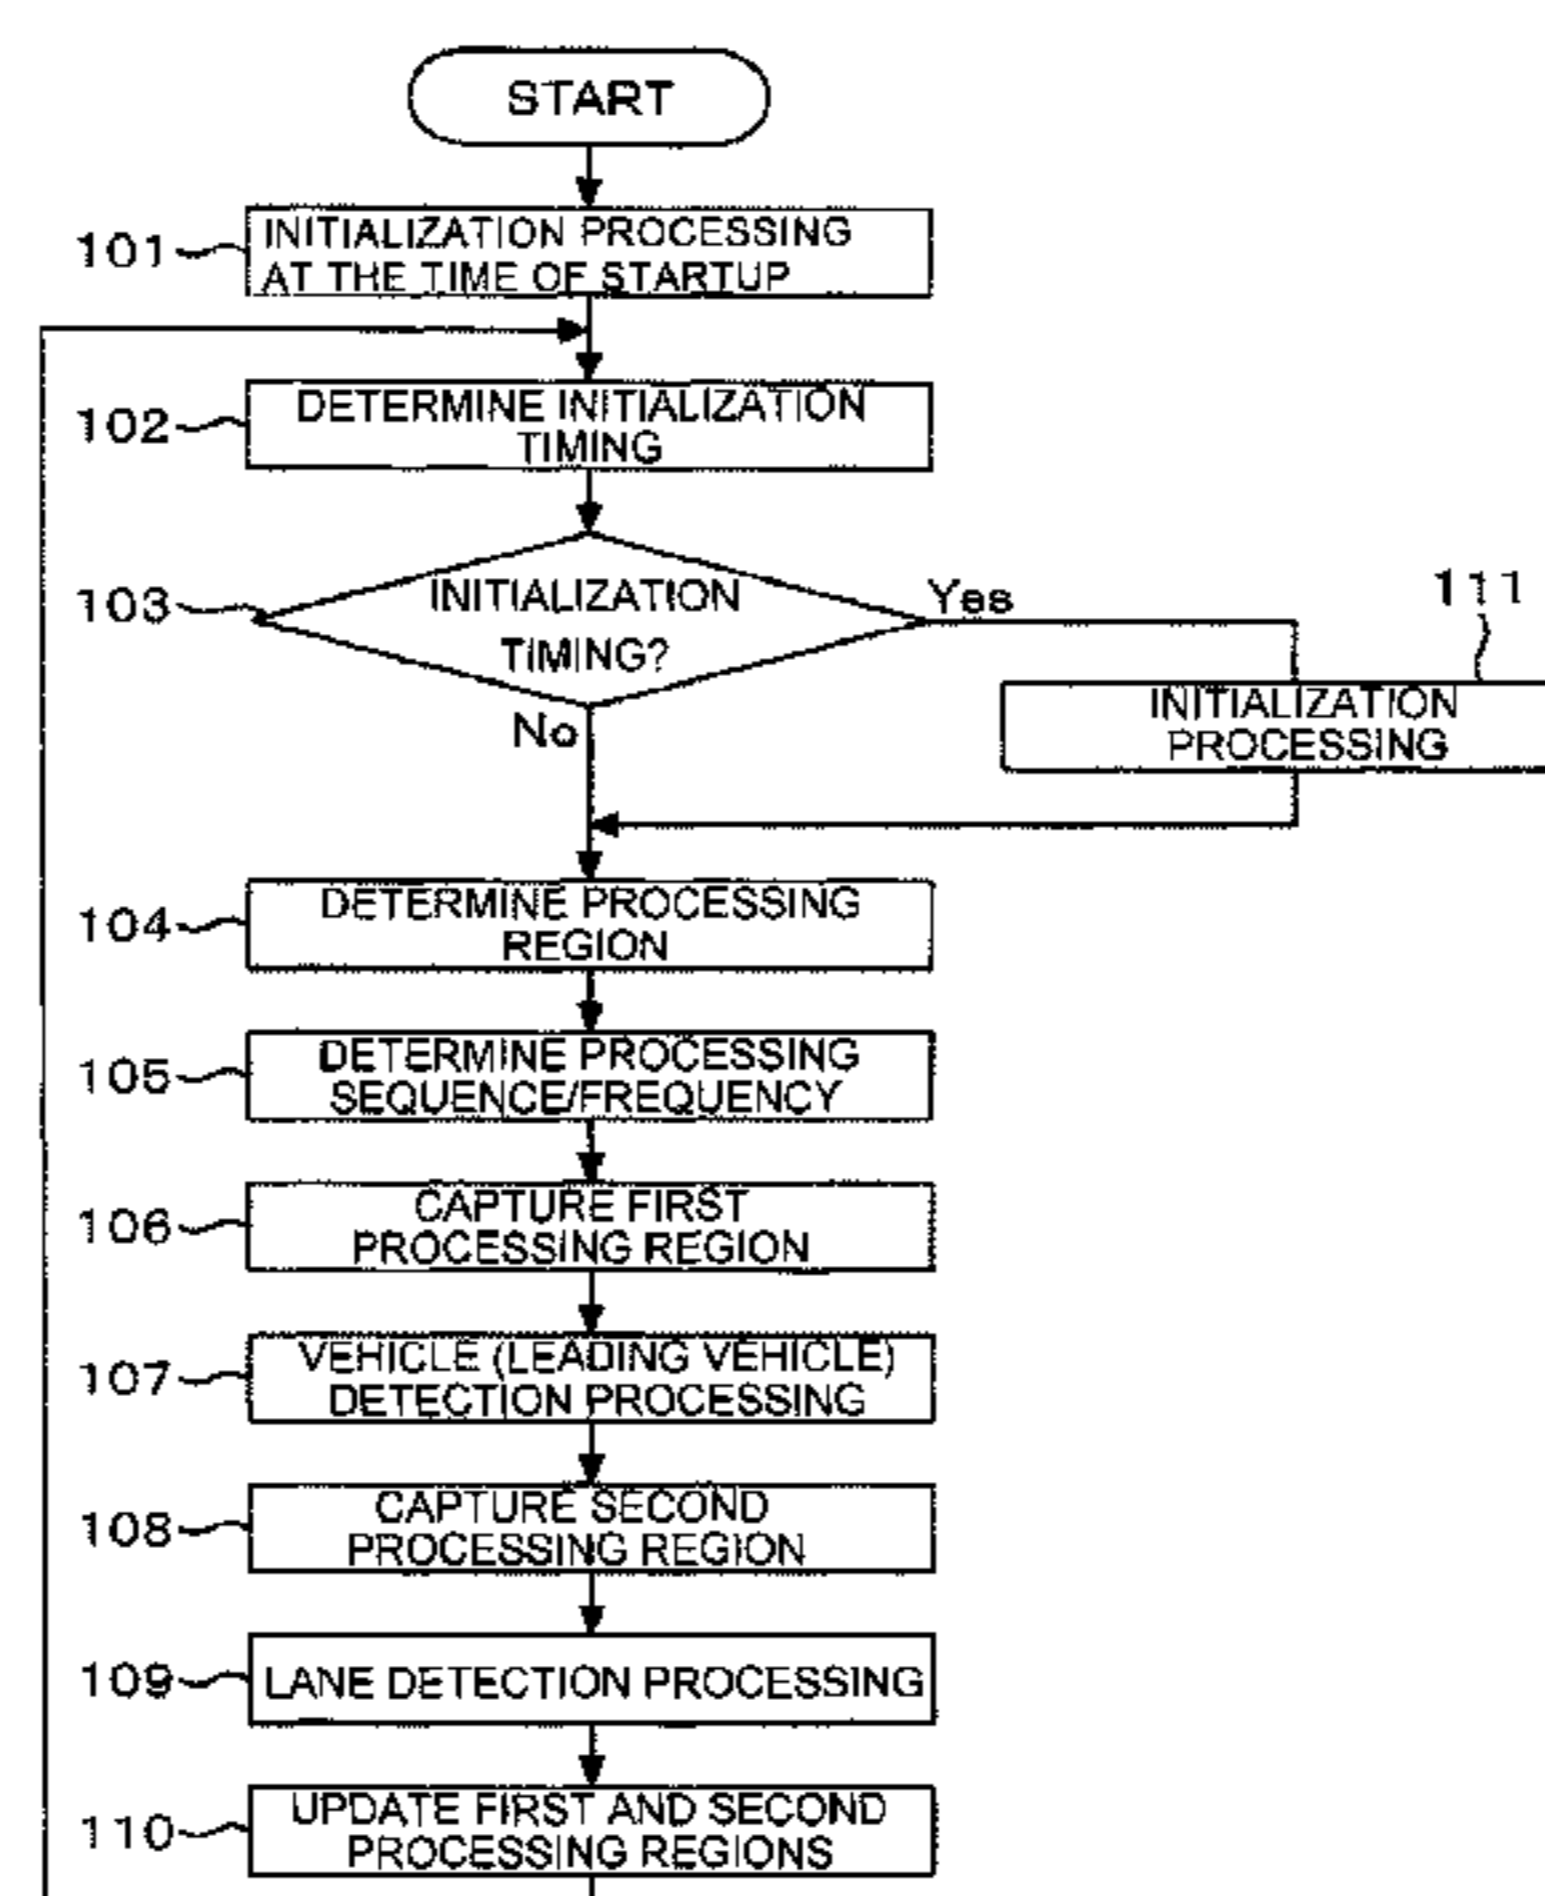 START
101
INITIALIZATION PROCESSING
AT THE TIME OF STARTUP
102
DETERMINE INITIALIZATION
TIMING
103
INITIALIZATION
TIMING?
Yes
No
111
INITIALIZATION
PROCESSING
104
DETERMINE PROCESSING
REGION
105
DETERMINE PROCESSING
SEQUENCE/FREQUENCY
106
CAPTURE FIRST
PROCESSING REGION
107
VEHICLE (LEADING VEHICLE)
DETECTION PROCESSING
108
CAPTURE SECOND
PROCESSING REGION
109
LANE DETECTION PROCESSING
110
UPDATE FIRST AND SECOND
PROCESSING REGIONS